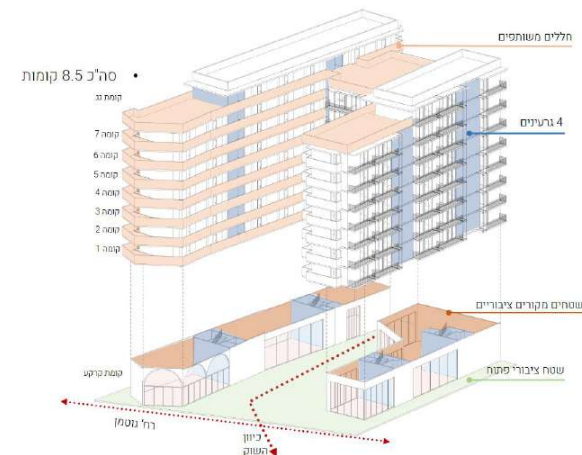 חללים משותפים
• סה"כ 8.5 קומות
קומת גג
4 גרעינים
קומה 7
קומה 6
קומה 5
קומה 4
קומה 3
קומה 2
קומה 1
שטחים מקורים ציבוריים
קומת קרקע
שטח ציבורי פתוח
רח' גוטמן
כיוון
השוק